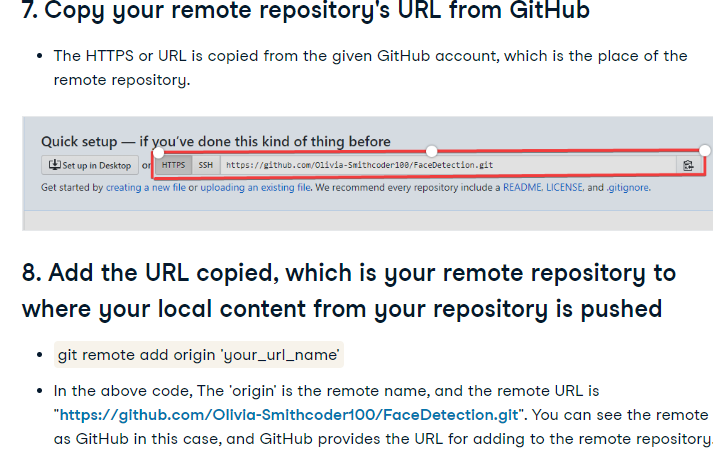 7. Copy your remote repository's URL from GitHub
The HTTPS or URL is copied from the given GitHub account, which is the place of the
remote repository.
Quick setup — if you've done this kind of thing before
Set up in Desktop or HTTPS SSH https://github.com/Olivia-Smithcoder100/FaceDetection.git
Get started by creating a new file or uploading an existing file. We recommend every repository include a README, LICENSE, and .gitignore.
8. Add the URL copied, which is your remote repository to
where your local content from your repository is pushed
git remote add origin 'your_url_name'
In the above code, The 'origin' is the remote name, and the remote URL is
"https://github.com/Olivia-Smithcoder100/FaceDetection.git". You can see the remote
as GitHub in this case, and GitHub provides the URL for adding to the remote repository.